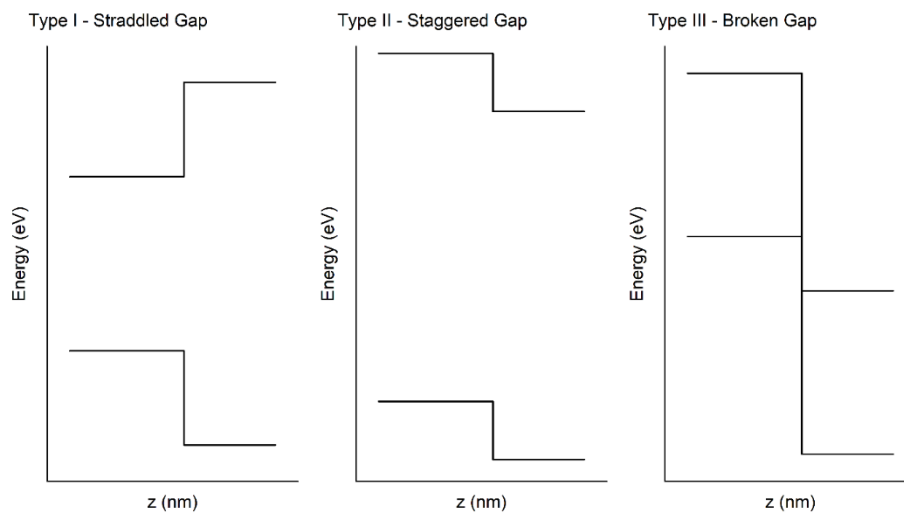 Type I - Straddled Gap
Energy (eV)
z (nm)
Type II - Staggered Gap
Energy (eV)
z (nm)
Type III - Broken Gap
Energy (eV)
z (nm)